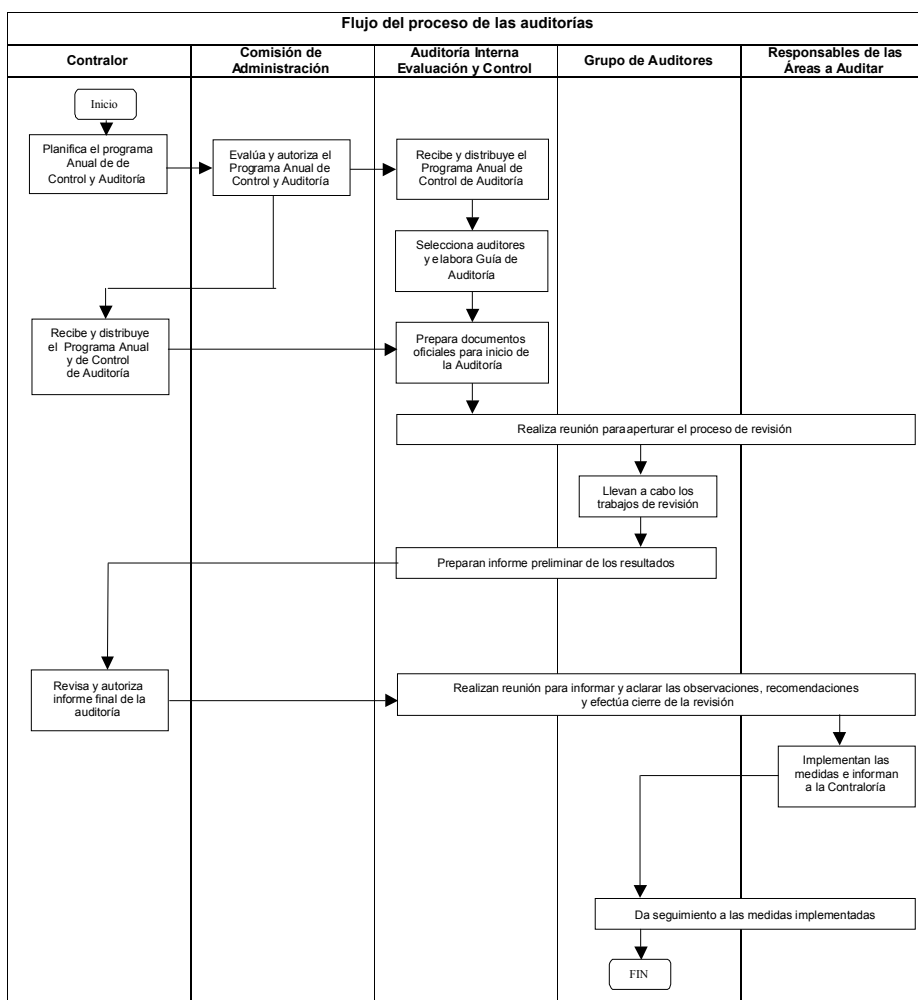 Flujo del proceso de las auditorías
Contralor
Comisión de
Administración
Auditoría Interna
Evaluación y Control
Grupo de Auditores
Responsables de las
Áreas a Auditar
Inicio
Planifica el programa
Anual de de
Control y Auditoría
Evalúa y autoriza el
Programa Anual de
Control y Auditoría
Recibe y distribuye el
Programa Anual de
Control de Auditoría
Selecciona auditores
y elabora Guía de
Auditoría
Recibe y distribuye
el Programa Anual
y de Control
de Auditoría
Prepara documentos
oficiales para inicio de
la Auditoría
Realiza reunión para aperturar el proceso de revisión
Llevan a cabo los
trabajos de revisión
Preparan informe preliminar de los resultados
Revisa y autoriza
informe final de la
auditoría
Realizan reunión para informar y aclarar las observaciones, recomendaciones
y efectúa cierre de la revisión
Implementan las
medidas e informan
a la Contraloría
Da seguimiento a las medidas implementadas
FIN